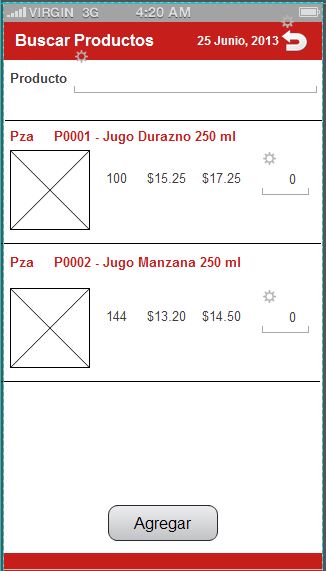 VIRGIN 3G 4:20 AM
Buscar Productos 25 Junio, 2013
Producto
Pza P0001 - Jugo Durazno 250 ml
100 $15.25 $17.25 0
Pza P0002 - Jugo Manzana 250 ml
144 $13.20 $14.50 0
Agregar